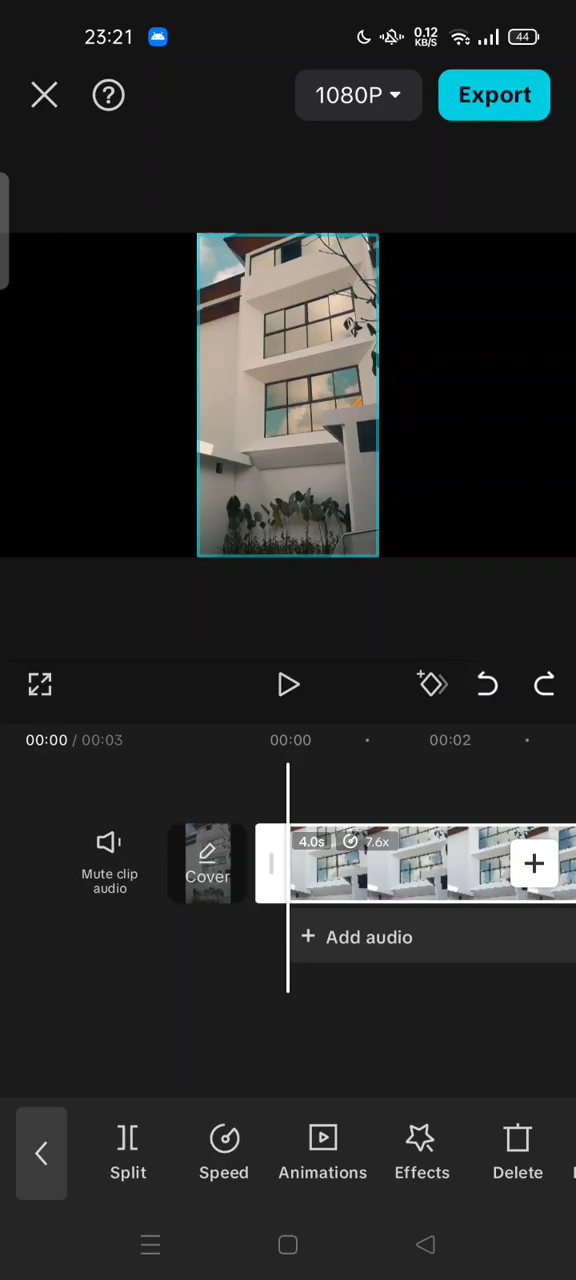 23:21
0.12
KB/S
44
1080P
Export
00:00 / 00:03
00:00
00:02
Mute clip
audio
Cover
4.0s
7.6x
+ Add audio
Split
Speed
Animations
Effects
Delete